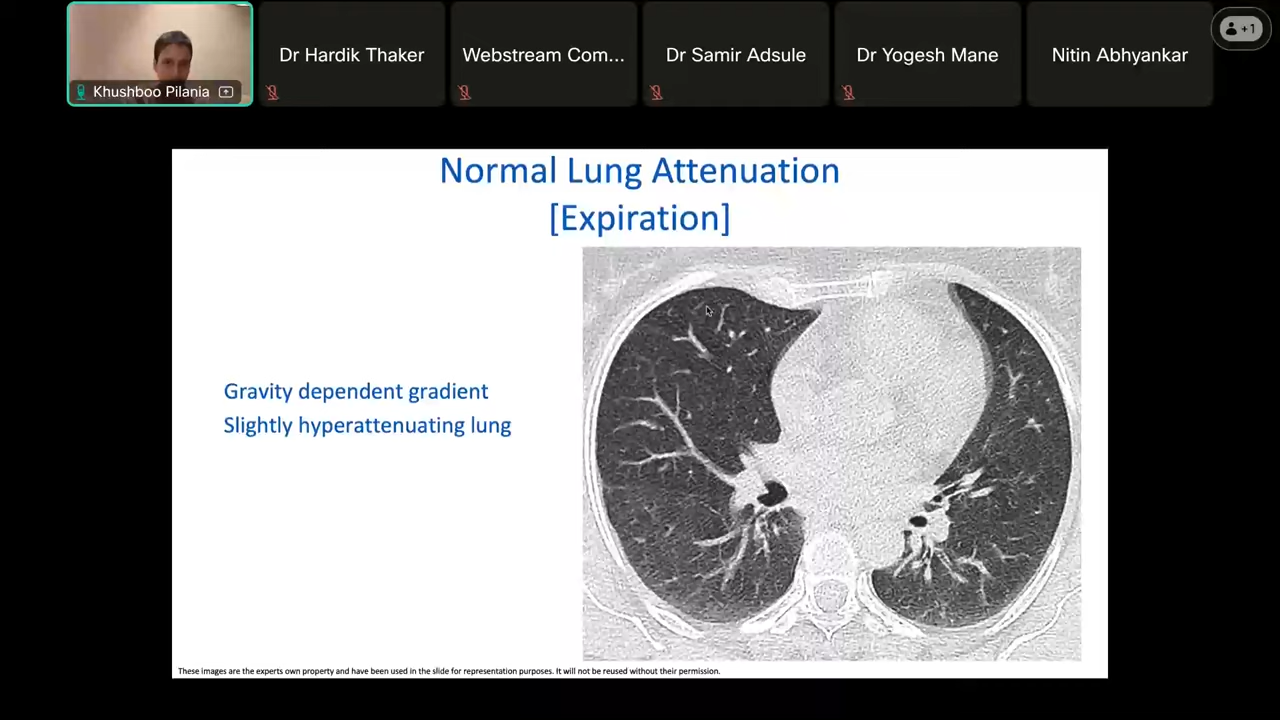 Khushboo Pilania
Dr Hardik Thaker
Webstream Com...
Dr Samir Adsule
Dr Yogesh Mane
Nitin Abhyankar
+1
Normal Lung Attenuation
[Expiration]
Gravity dependent gradient
Slightly hyperattenuating lung
These images are the experts own property and have been used in the slide for representation purposes. It will not be reused without their permission.